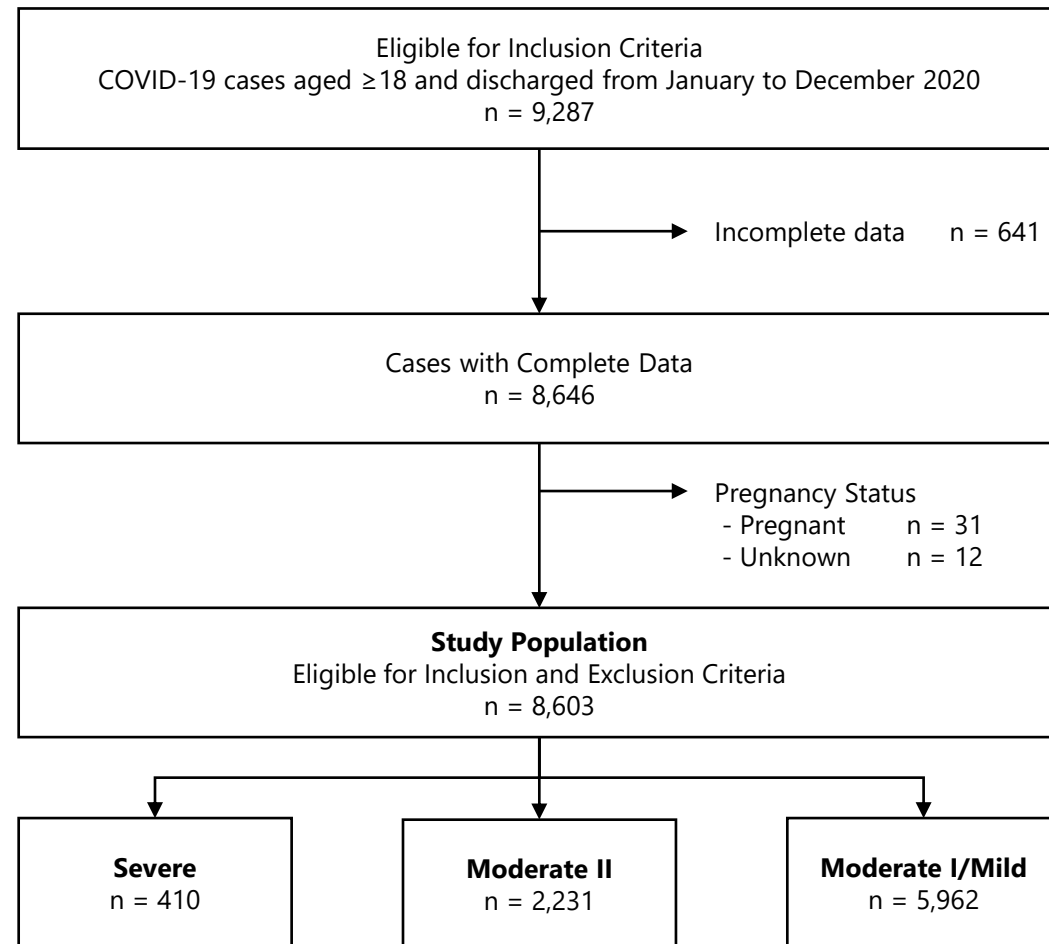 Eligible for Inclusion Criteria
COVID-19 cases aged ≥18 and discharged from January to December 2020
n = 9,287
Incomplete data n = 641
Cases with Complete Data
n = 8,646
Pregnancy Status
- Pregnant n = 31
- Unknown n = 12
Study Population
Eligible for Inclusion and Exclusion Criteria
n = 8,603
Severe
n = 410
Moderate II
n = 2,231
Moderate I/Mild
n = 5,962